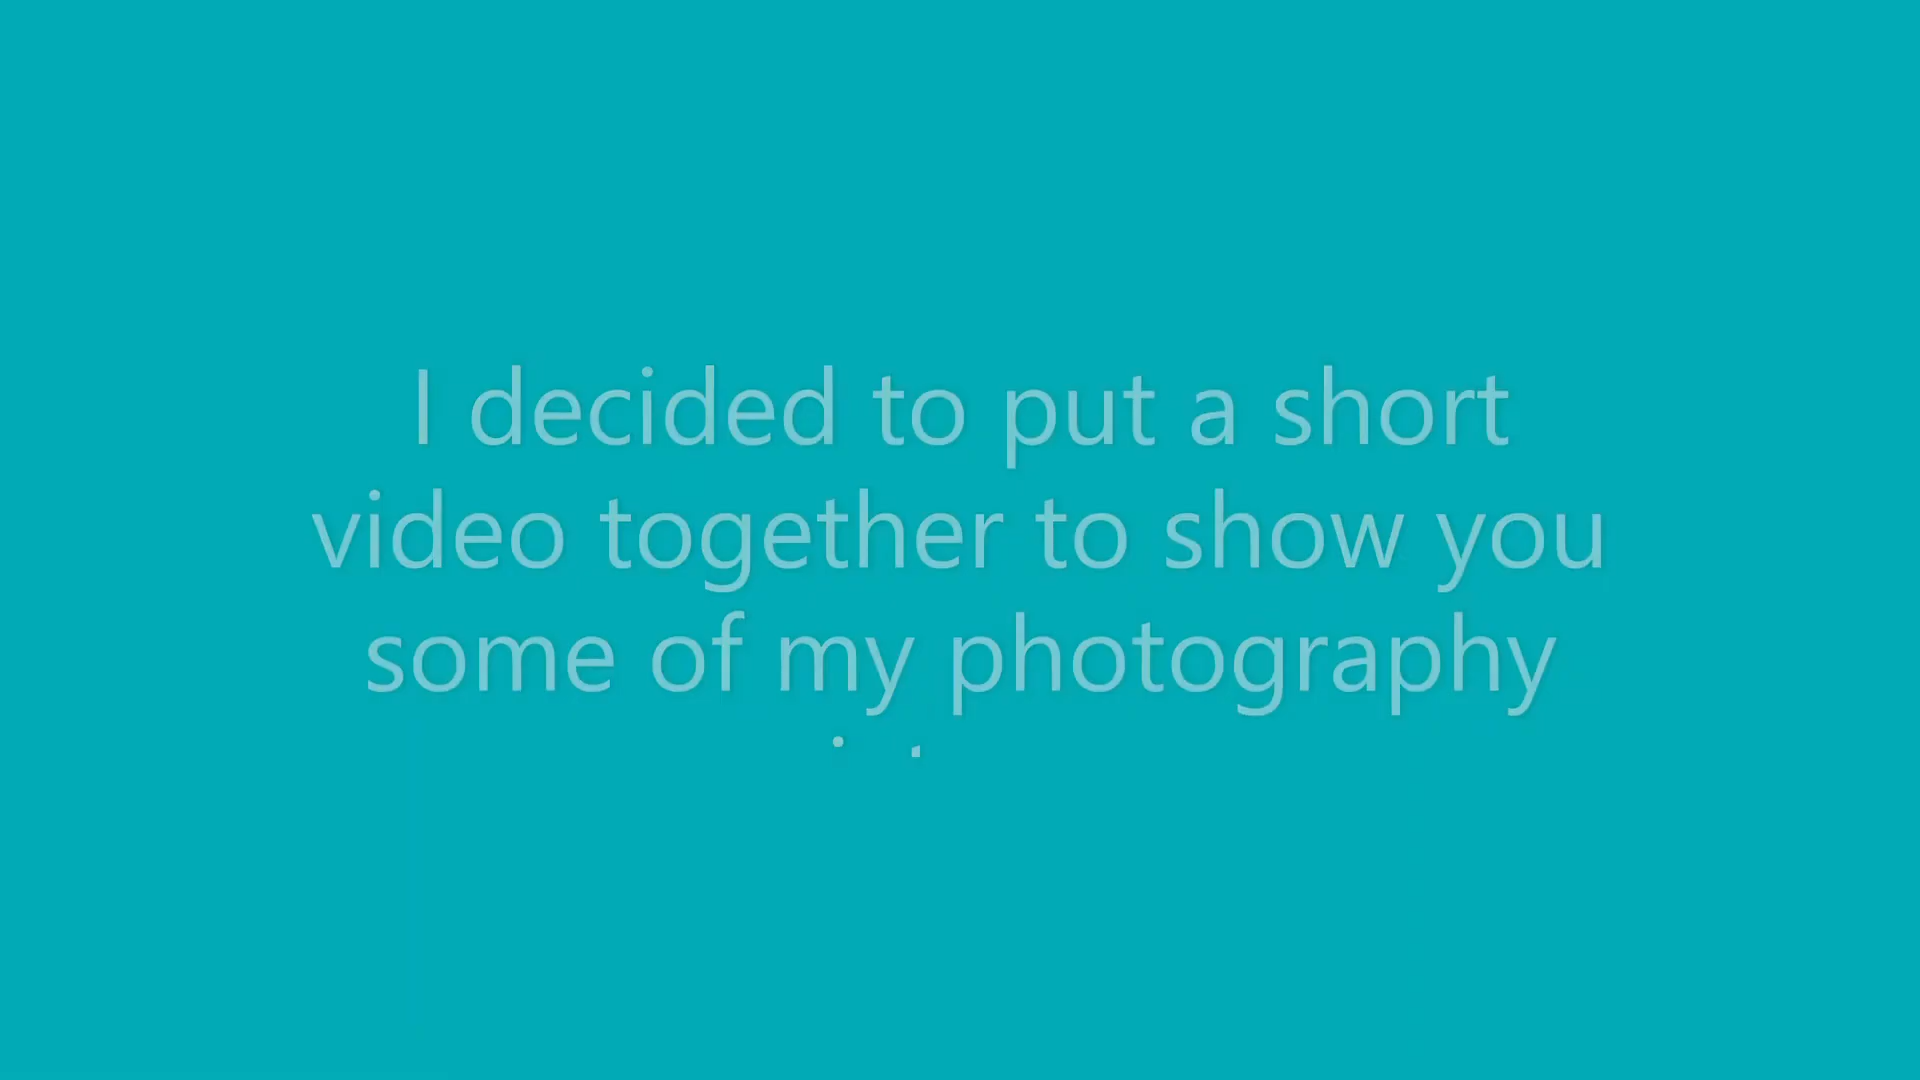 I decided to put a short
video together to show you
some of my photography